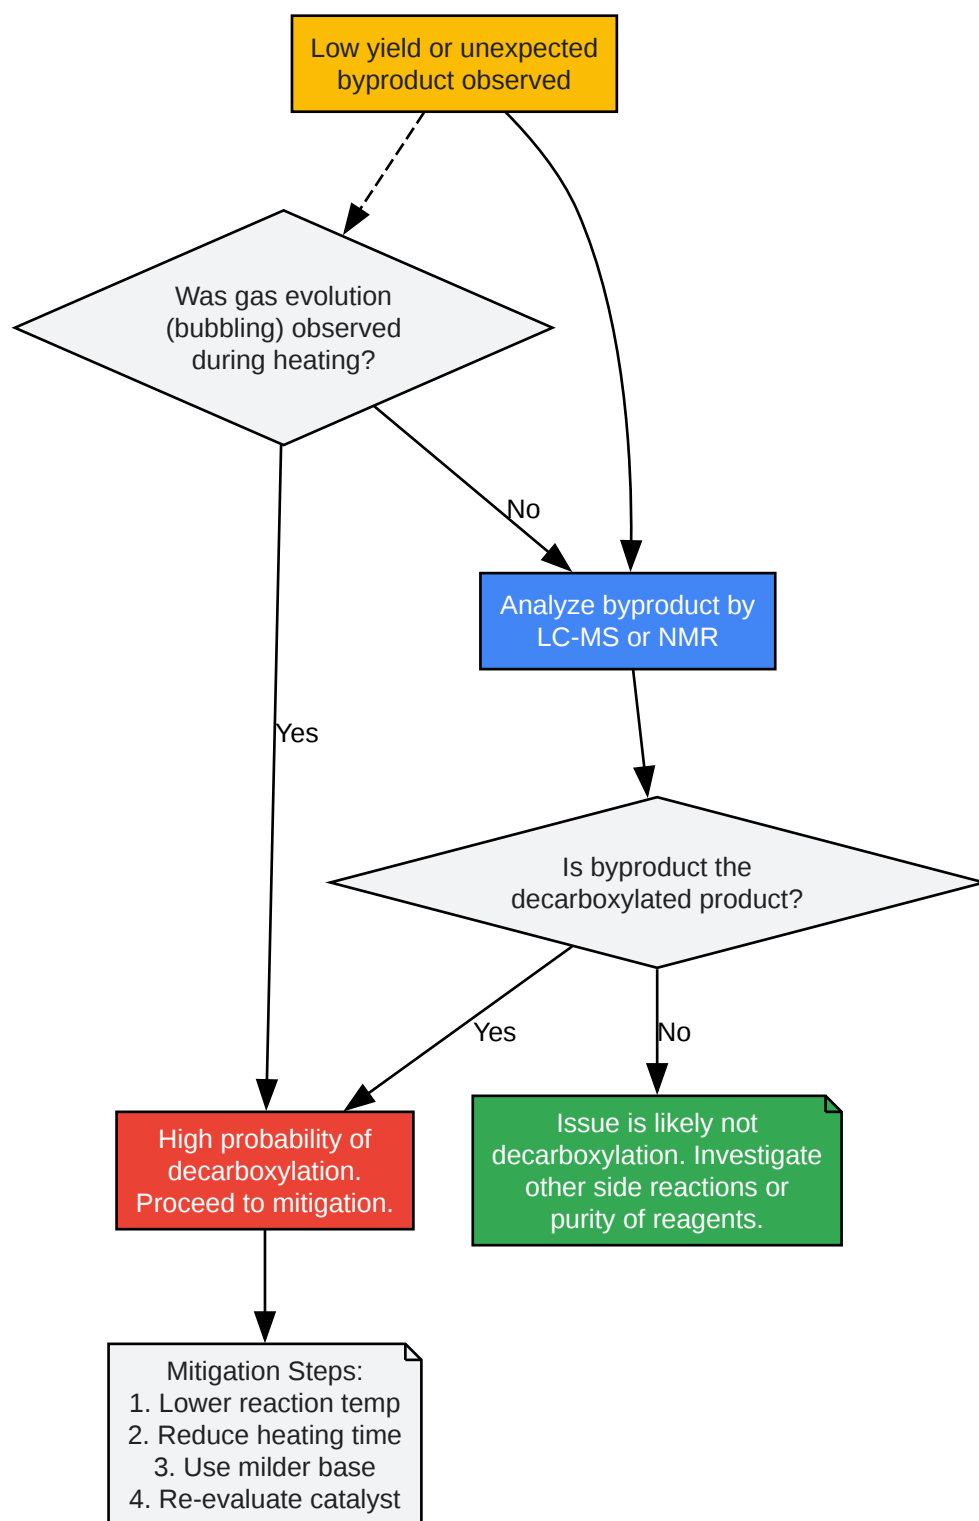 Low yield or unexpected
byproduct observed
Was gas evolution
(bubbling) observed
during heating?
No
Analyze byproduct by
LC-MS or NMR
Yes
Is byproduct the
decarboxylated product?
Yes
No
High probability of
decarboxylation.
Proceed to mitigation.
Issue is likely not
decarboxylation. Investigate
other side reactions or
purity of reagents.
Mitigation Steps:
1. Lower reaction temp
2. Reduce heating time
3. Use milder base
4. Re-evaluate catalyst